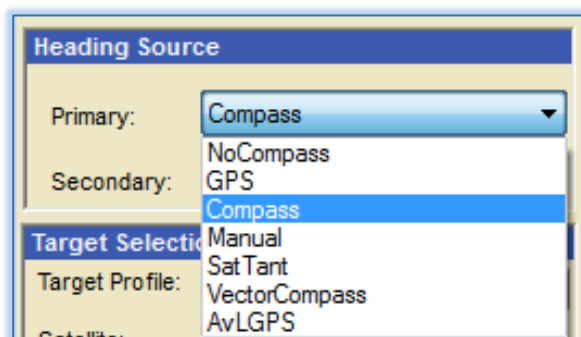 Heading Source
Primary: Compass
NoCompass
Secondary: GPS
Compass
Target Selectio Manual
SatTant
Target Profile:
VectorCompass
AvLGPS